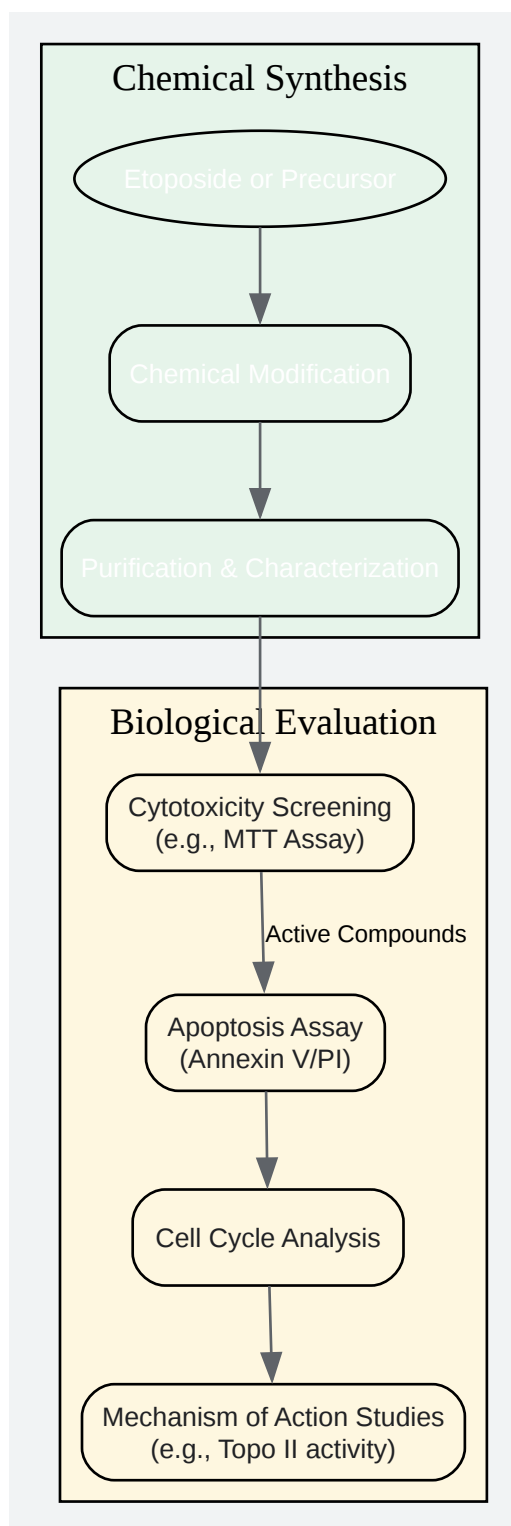 Chemical Synthesis
Etoposide or Precursor
Chemical Modification
Purification & Characterization
Biological Evaluation
Cytotoxicity Screening
(e.g., MTT Assay)
Active Compounds
Apoptosis Assay
(Annexin V/PI)
Cell Cycle Analysis
Mechanism of Action Studies
(e.g., Topo II activity)